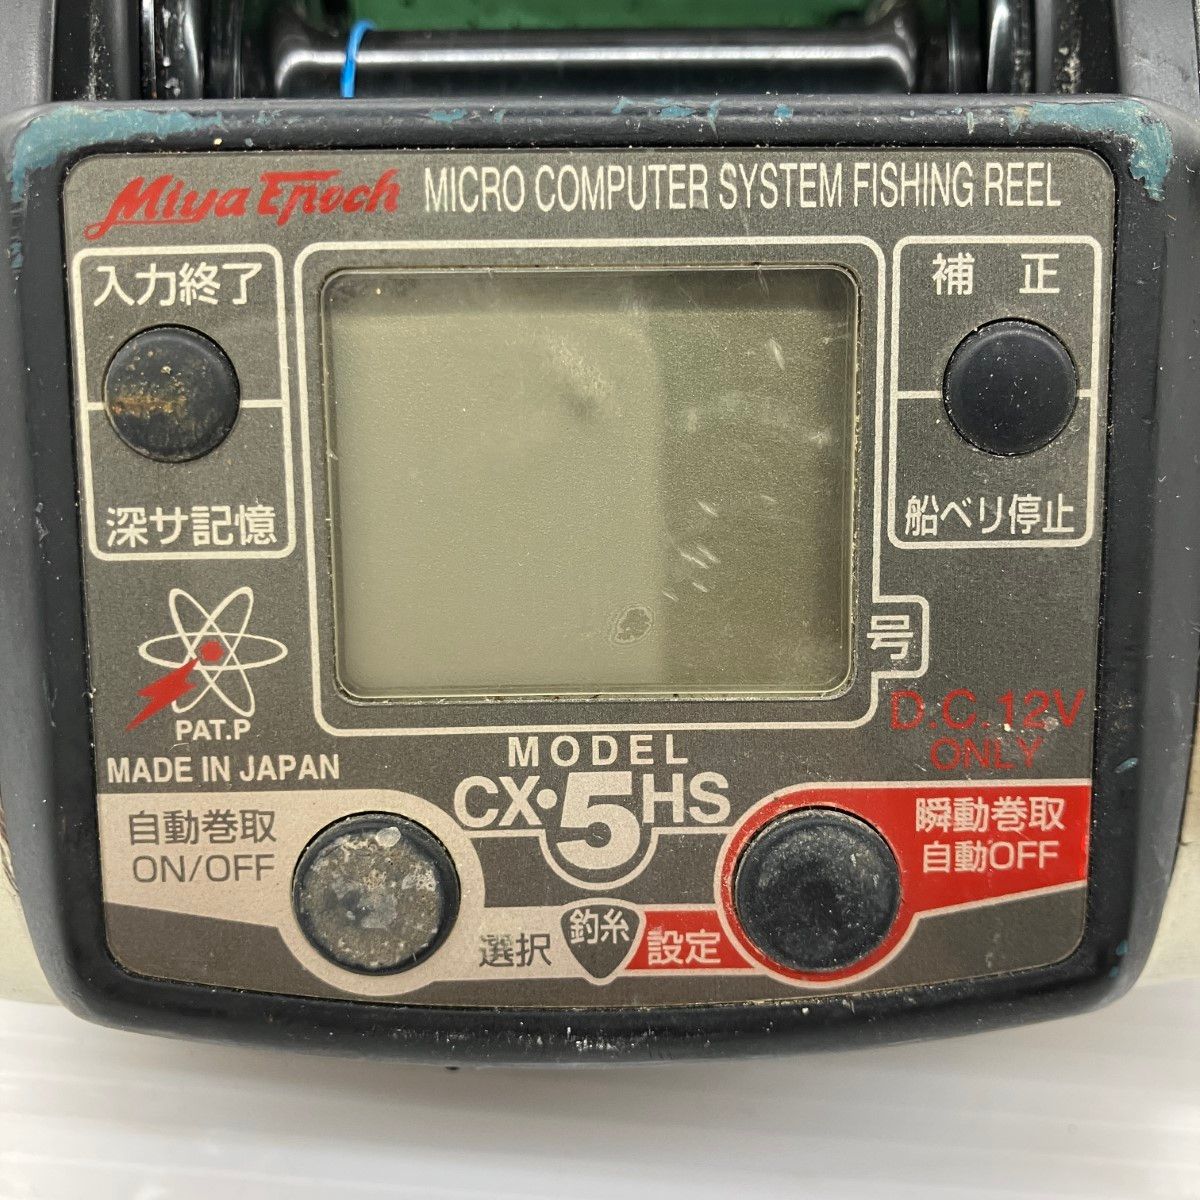 Miya Epoch MICRO COMPUTER SYSTEM FISHING REEL
入力終了
深サ記憶
補 正
船ベリ停止
号
PAT.P
MADE IN JAPAN
D.C.12V
ONLY
MODEL
CX・5HS
自動巻取
ON/OFF
瞬動巻取
自動OFF
選択
釣糸
設定